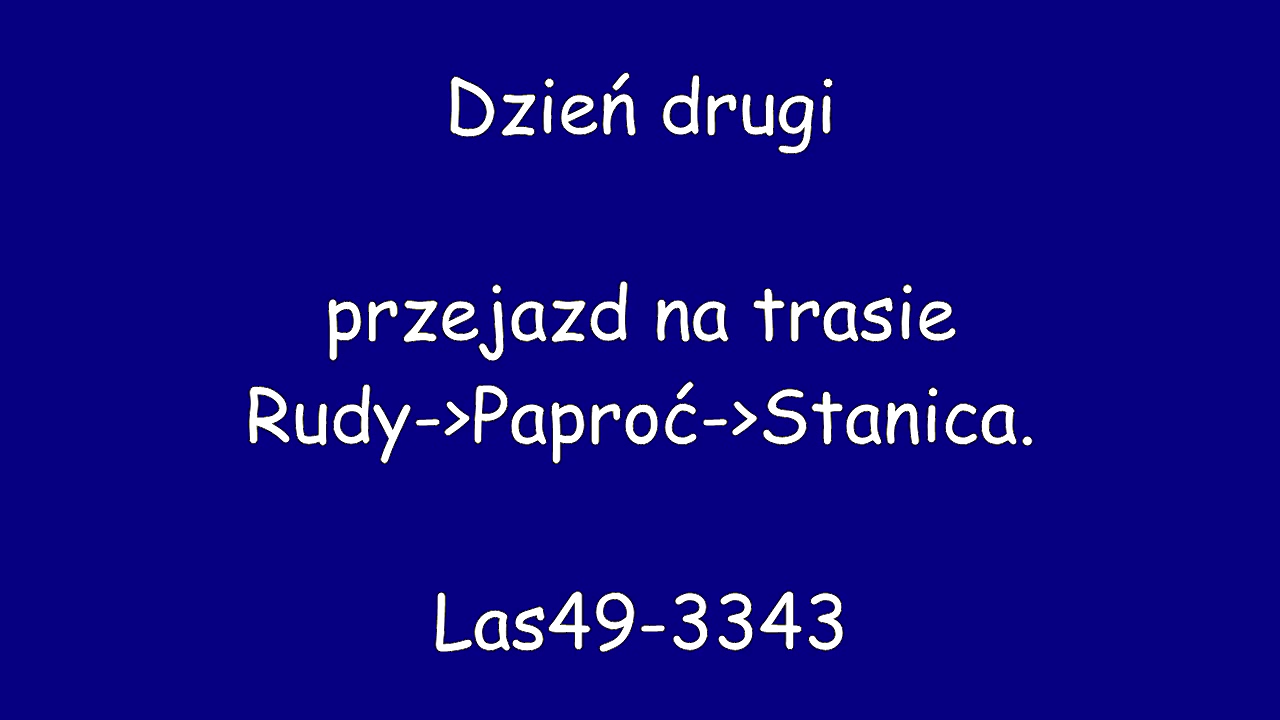 Dzień drugi
przejazd na trasie
Rudy->Paproć->Stanica.
Las49-3343